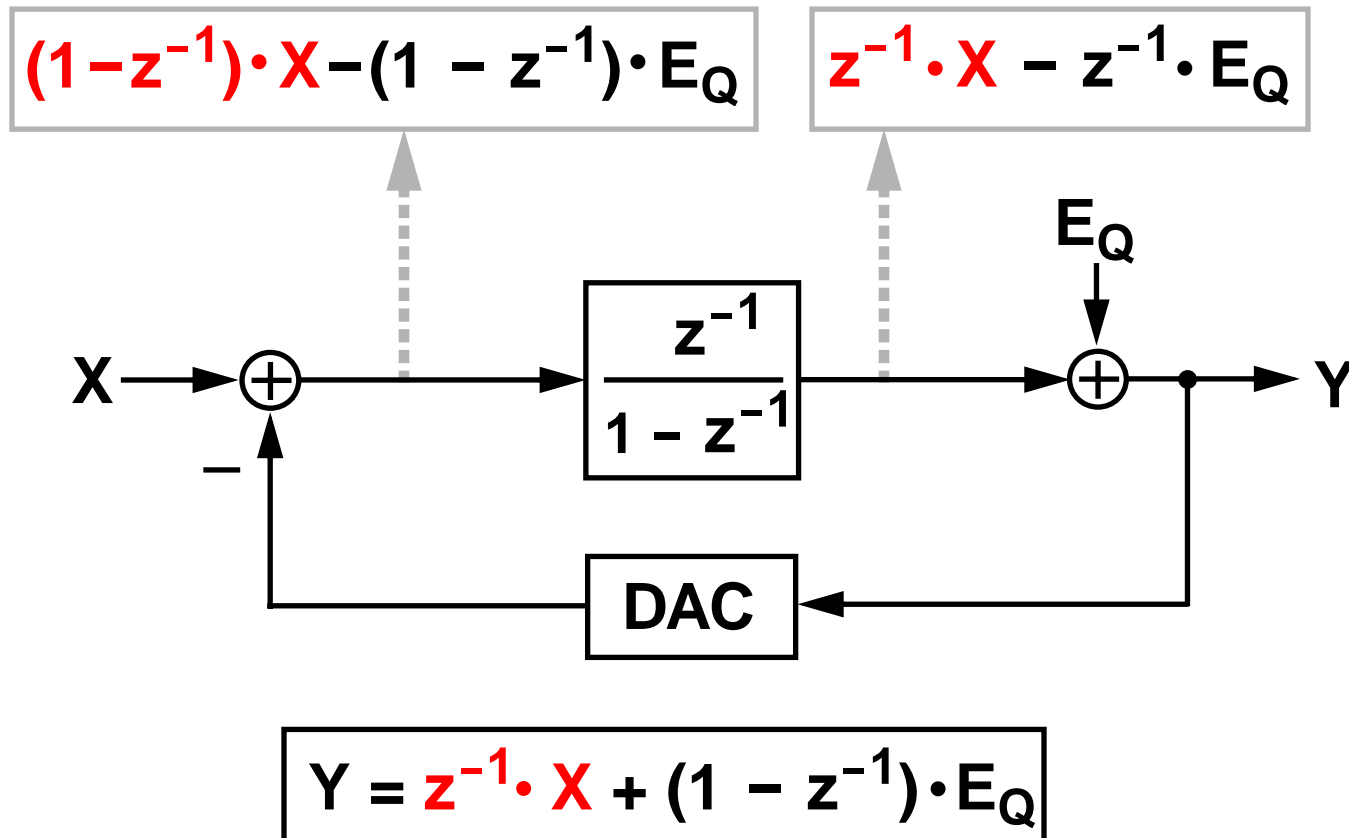 (1−z⁻¹)·X−(1 − z⁻¹)·E_Q
z⁻¹·X − z⁻¹·E_Q
E_Q
X
+
z⁻¹
1 − z⁻¹
+
Y
−
DAC
Y = z⁻¹·X + (1 − z⁻¹)·E_Q